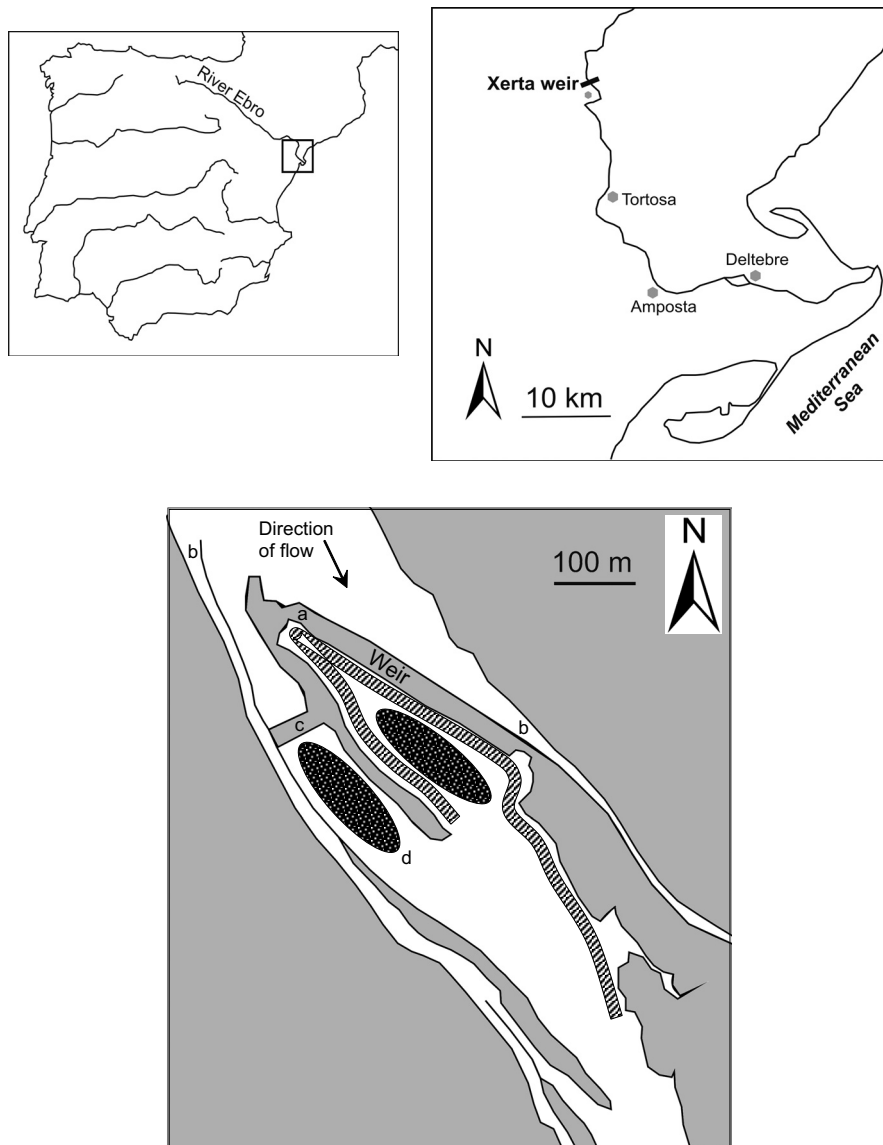 River Ebro
Xerta weir
Tortosa
Deltebre
Amposta
N
10 km
Mediterranean
Sea
Direction
of flow
b
N
100 m
a
Weir
b
c
d